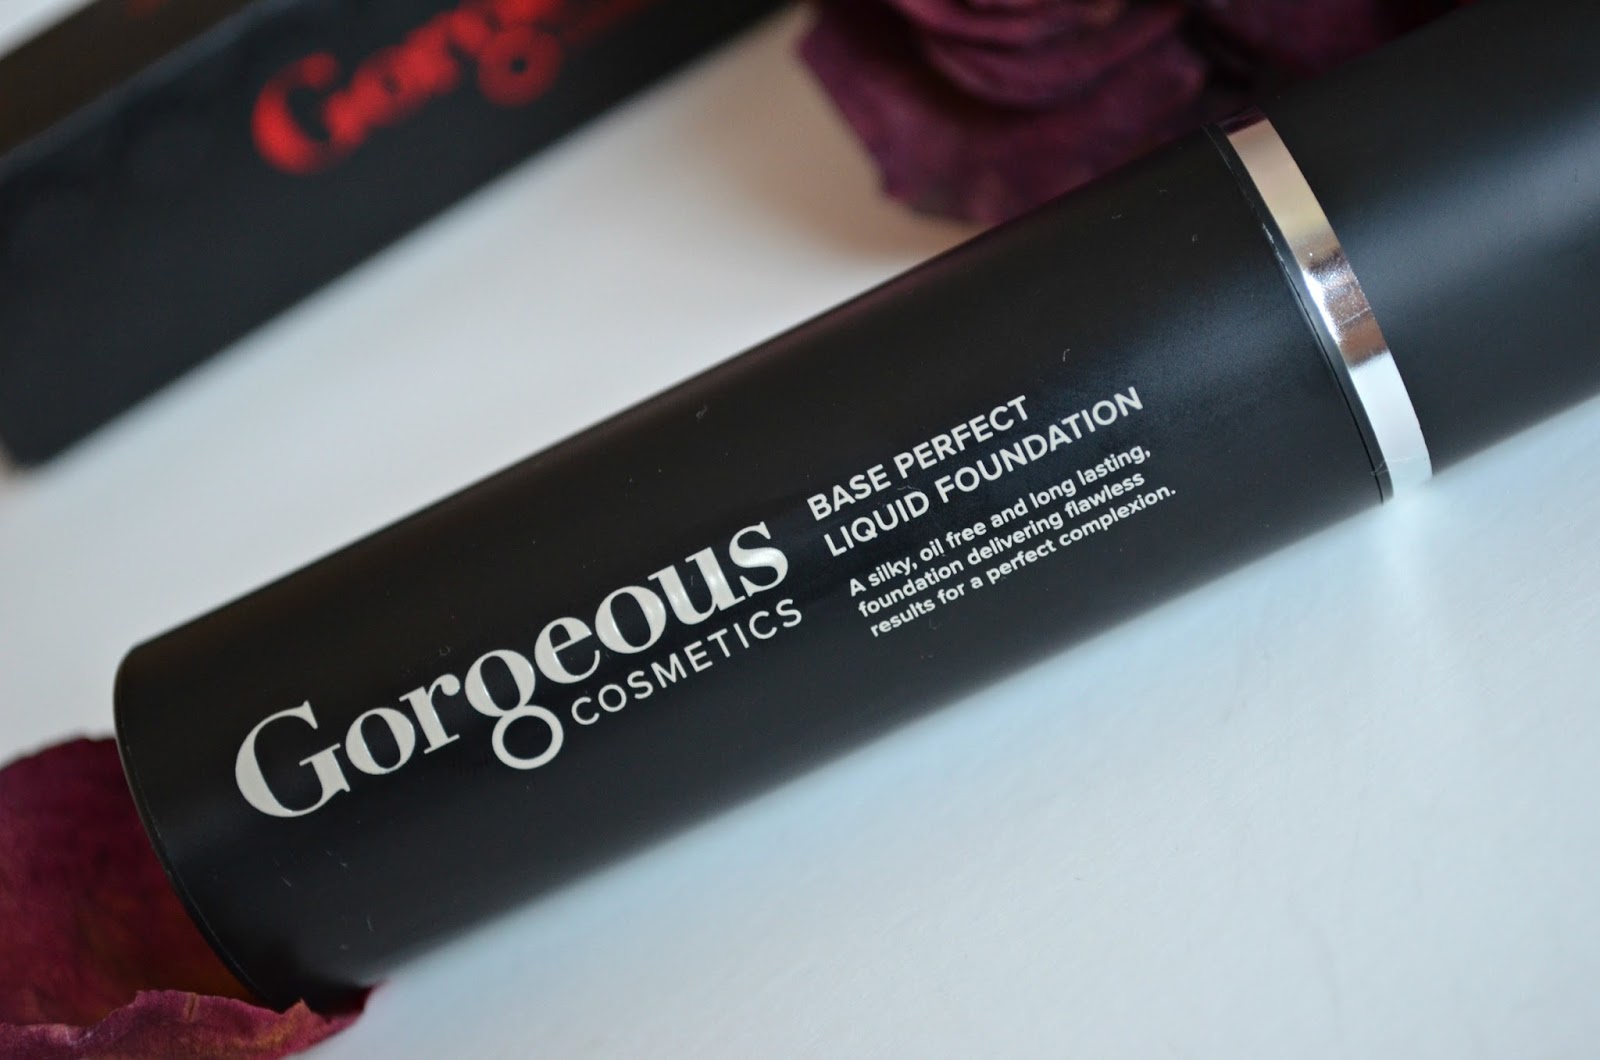 Gorgeous
COSMETICS
BASE PERFECT
LIQUID FOUNDATION
A silky, oil free and long lasting,
foundation delivering flawless
results for a perfect complexion.